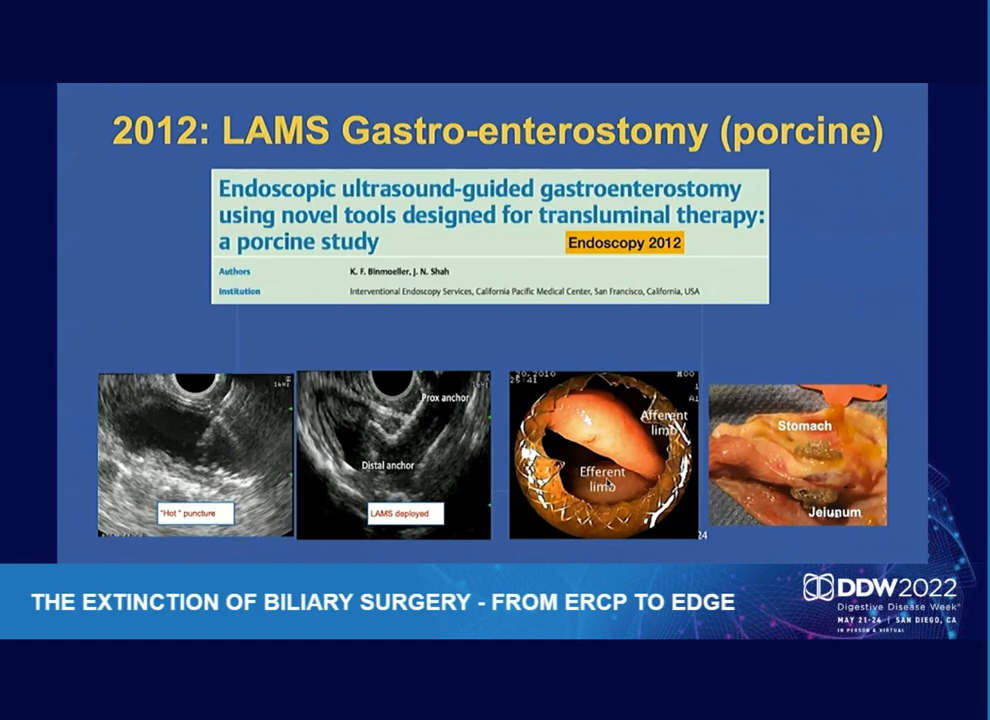 2012: LAMS Gastro-enterostomy (porcine)
Endoscopic ultrasound-guided gastroenterostomy
using novel tools designed for transluminal therapy:
a porcine study
Endoscopy 2012
Authors K. F. Binmoeller, J. N. Shah
Institution Interventional Endoscopy Services, California Pacific Medical Center, San Francisco, California, USA
"Hot" puncture
Prox anchor
Distal anchor
LAMS deployed
Afferent
limb
Efferent
limb
Stomach
Jejunum
24
THE EXTINCTION OF BILIARY SURGERY - FROM ERCP TO EDGE
DDW2022
Digestive Disease Week®
MAY 21-24 | SAN DIEGO, CA
IN PERSON & VIRTUAL